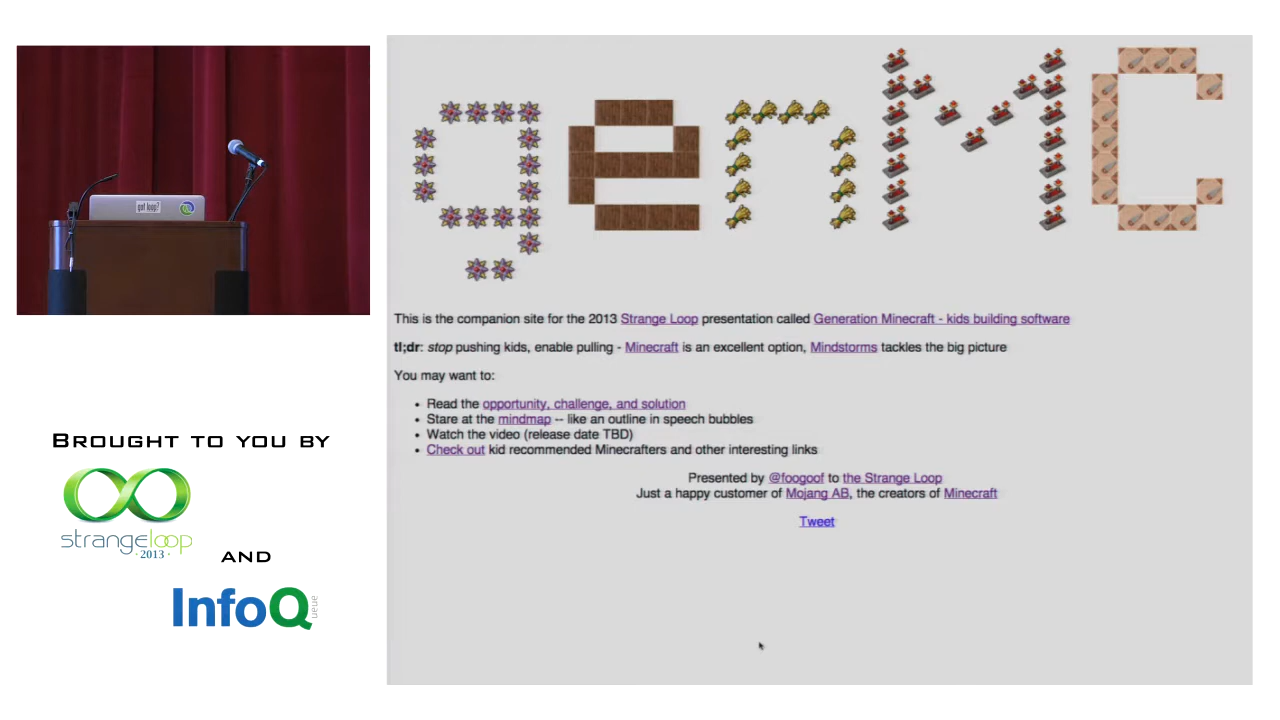 got loop?
BROUGHT TO YOU BY
strangeloop
· 2013 ·
AND
InfoQ
queue
genMC
This is the companion site for the 2013 Strange Loop presentation called Generation Minecraft - kids building software
tl;dr: stop pushing kids, enable pulling - Minecraft is an excellent option, Mindstorms tackles the big picture
You may want to:
• Read the opportunity, challenge, and solution
• Stare at the mindmap -- like an outline in speech bubbles
• Watch the video (release date TBD)
• Check out kid recommended Minecrafters and other interesting links
Presented by @foogoof to the Strange Loop
Just a happy customer of Mojang AB, the creators of Minecraft
Tweet